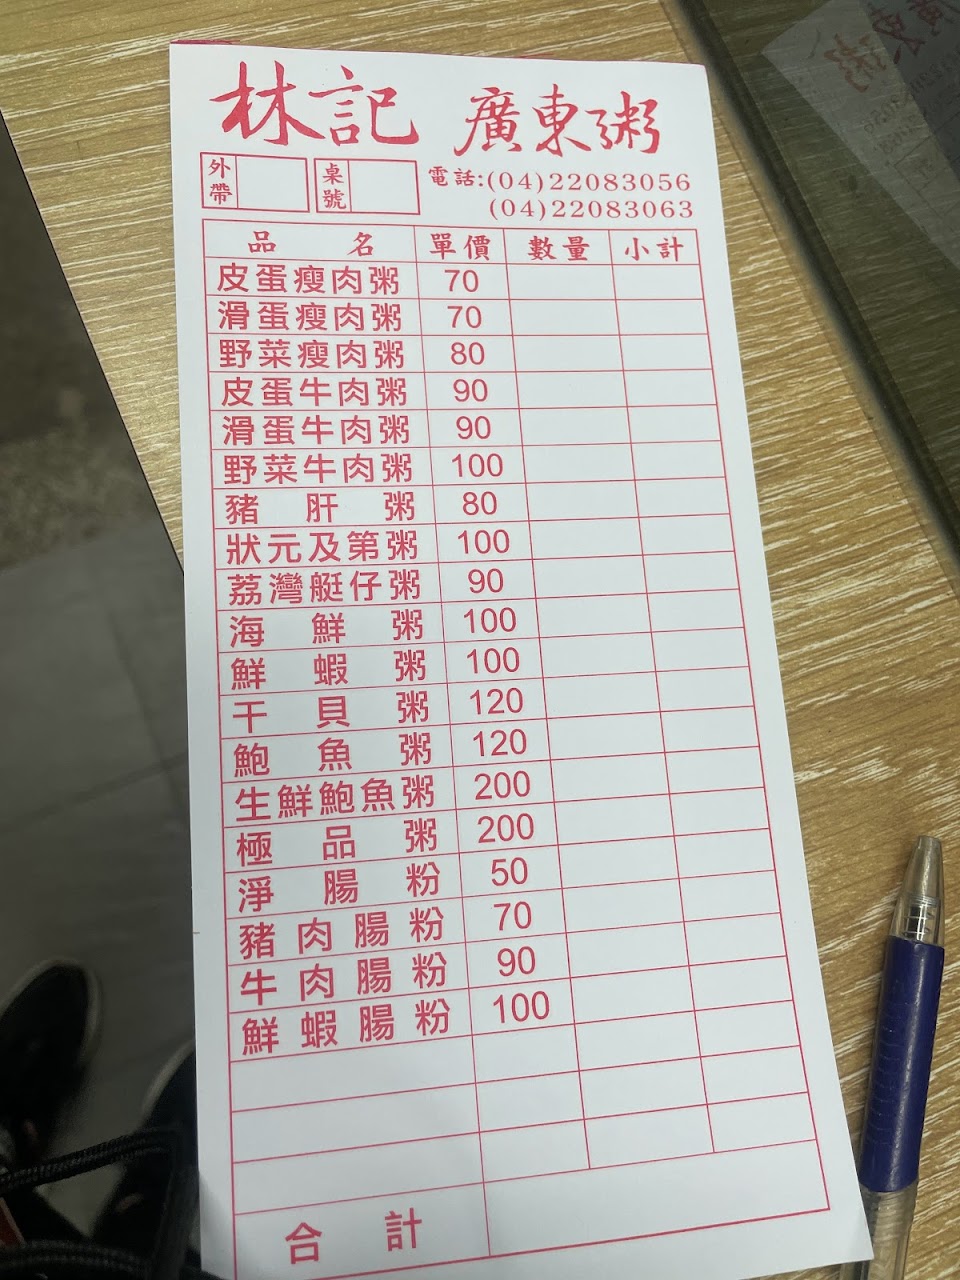 林記 廣東粥
外帶 桌號 電話:(04)22083056
(04)22083063
品名 單價 數量 小計
皮蛋瘦肉粥 70
滑蛋瘦肉粥 70
野菜瘦肉粥 80
皮蛋牛肉粥 90
滑蛋牛肉粥 90
野菜牛肉粥 100
豬肝粥 80
狀元及第粥 100
荔灣艇仔粥 90
海鮮粥 100
鮮蝦粥 100
干貝粥 120
鮑魚粥 120
生鮮鮑魚粥 200
極品粥 200
淨腸粉 50
豬肉腸粉 70
牛肉腸粉 90
鮮蝦腸粉 100
合計